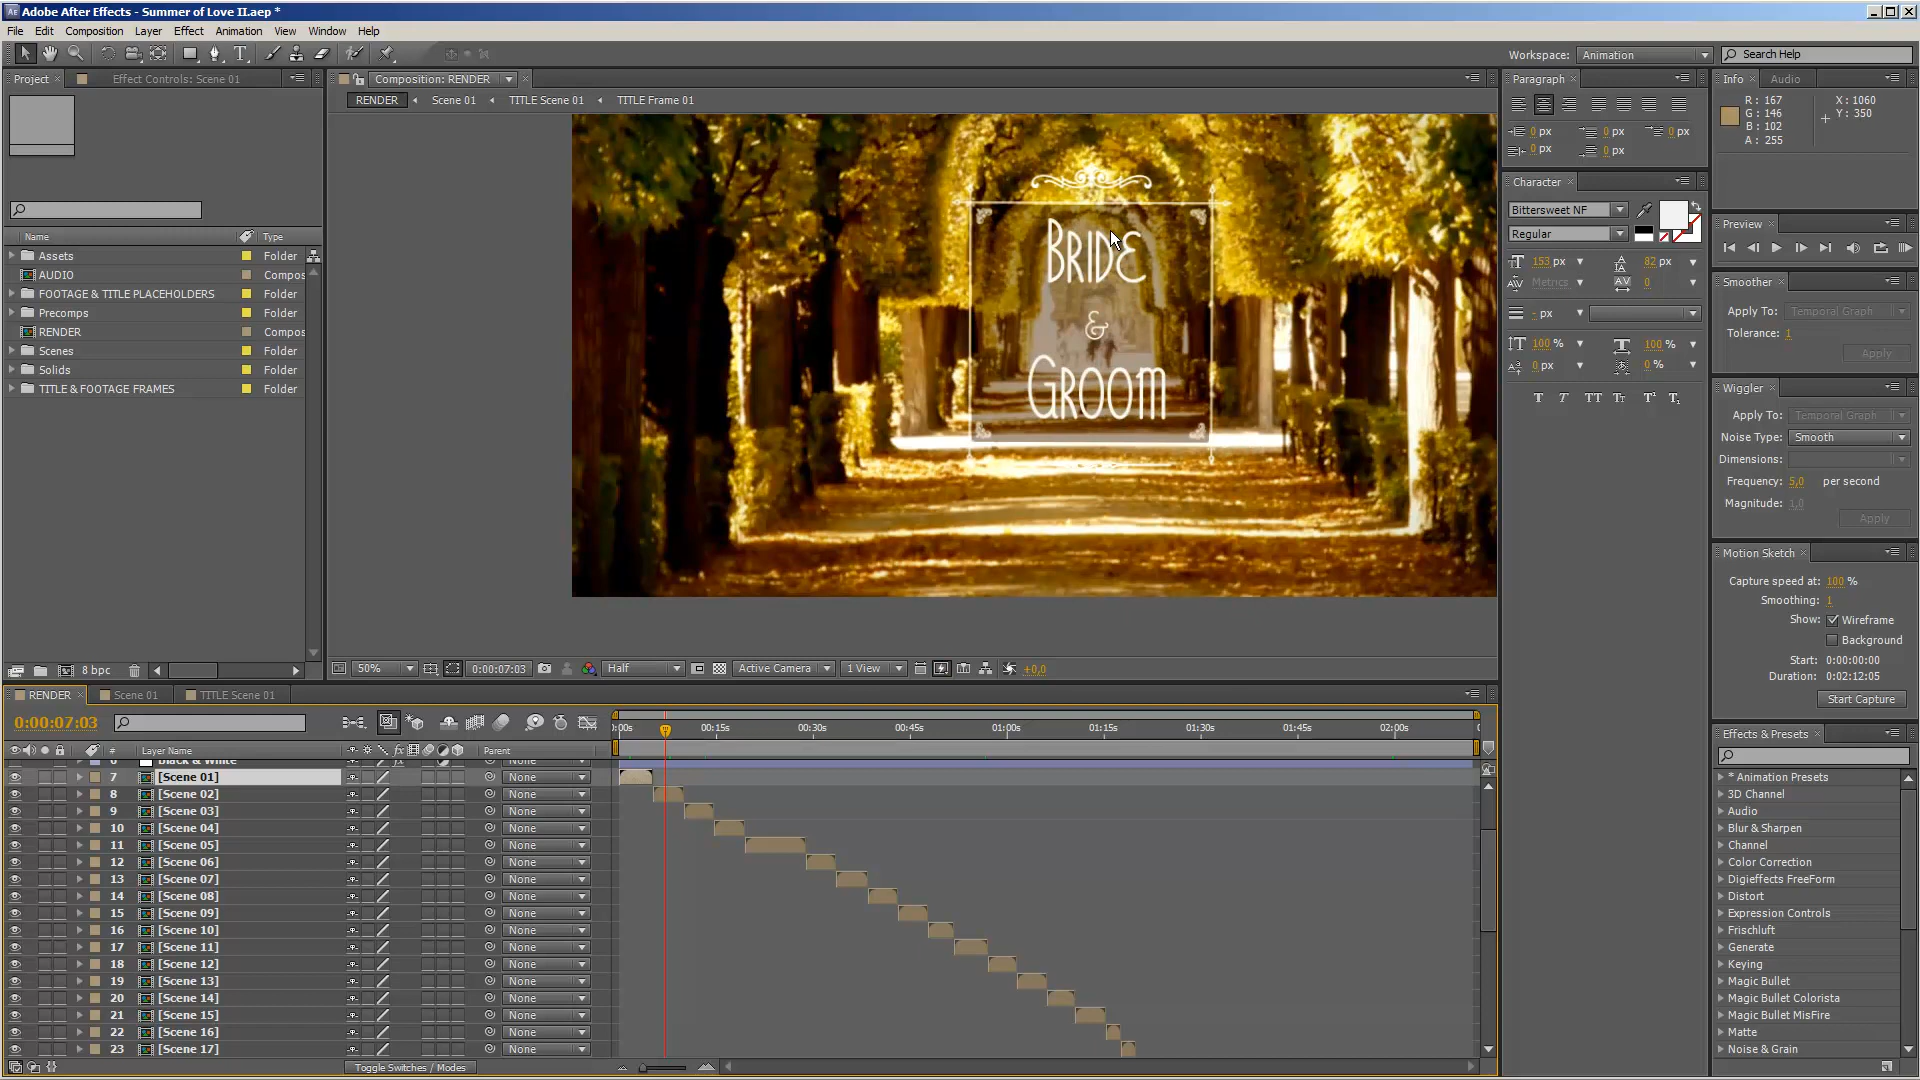 Adobe After Effects - Summer of Love II.aep *
File Edit Composition Layer Effect Animation View Window Help
Workspace: Animation Search Help
Project Effect Controls: Scene 01
Composition: RENDER
RENDER Scene 01 TITLE Scene 01 TITLE Frame 01
Name Type
Assets Folder
AUDIO Compos
FOOTAGE & TITLE PLACEHOLDERS Folder
Precomps Folder
RENDER Compos
Scenes Folder
Solids Folder
TITLE & FOOTAGE FRAMES Folder
8 bpc
BRIDE
&
GROOM
50% 0:00:07:03 Half Active Camera 1 View +0,0
Paragraph
0 px 0 px 0 px
0 px 0 px
Character
Bittersweet NF
Regular
153 px 82 px
Metrics 0
- px
100 % 100 %
0 px 0 %
T T TT Tr T¹ T₁
Info Audio
R: 167 X: 1060
G: 146 Y: 350
B: 102
A: 255
Preview
Smoother
Apply To: Temporal Graph
Tolerance: 1
Apply
Wiggler
Apply To: Temporal Graph
Noise Type: Smooth
Dimensions:
Frequency: 5,0 per second
Magnitude: 1,0
Apply
Motion Sketch
Capture speed at: 100 %
Smoothing: 1
Show: Wireframe
Background
Start: 0:00:00:00
Duration: 0:02:12:05
Start Capture
Effects & Presets
* Animation Presets
3D Channel
Audio
Blur & Sharpen
Channel
Color Correction
Digieffects FreeForm
Distort
Expression Controls
Frischluft
Generate
Keying
Magic Bullet
Magic Bullet Colorista
Magic Bullet MisFire
Matte
Noise & Grain
RENDER Scene 01 TITLE Scene 01
0:00:07:03
:00s 00:15s 00:30s 00:45s 01:00s 01:15s 01:30s 01:45s 02:00s
# Layer Name Parent
6 Black & White None
7 [Scene 01] None
8 [Scene 02] None
9 [Scene 03] None
10 [Scene 04] None
11 [Scene 05] None
12 [Scene 06] None
13 [Scene 07] None
14 [Scene 08] None
15 [Scene 09] None
16 [Scene 10] None
17 [Scene 11] None
18 [Scene 12] None
19 [Scene 13] None
20 [Scene 14] None
21 [Scene 15] None
22 [Scene 16] None
23 [Scene 17] None
Toggle Switches / Modes